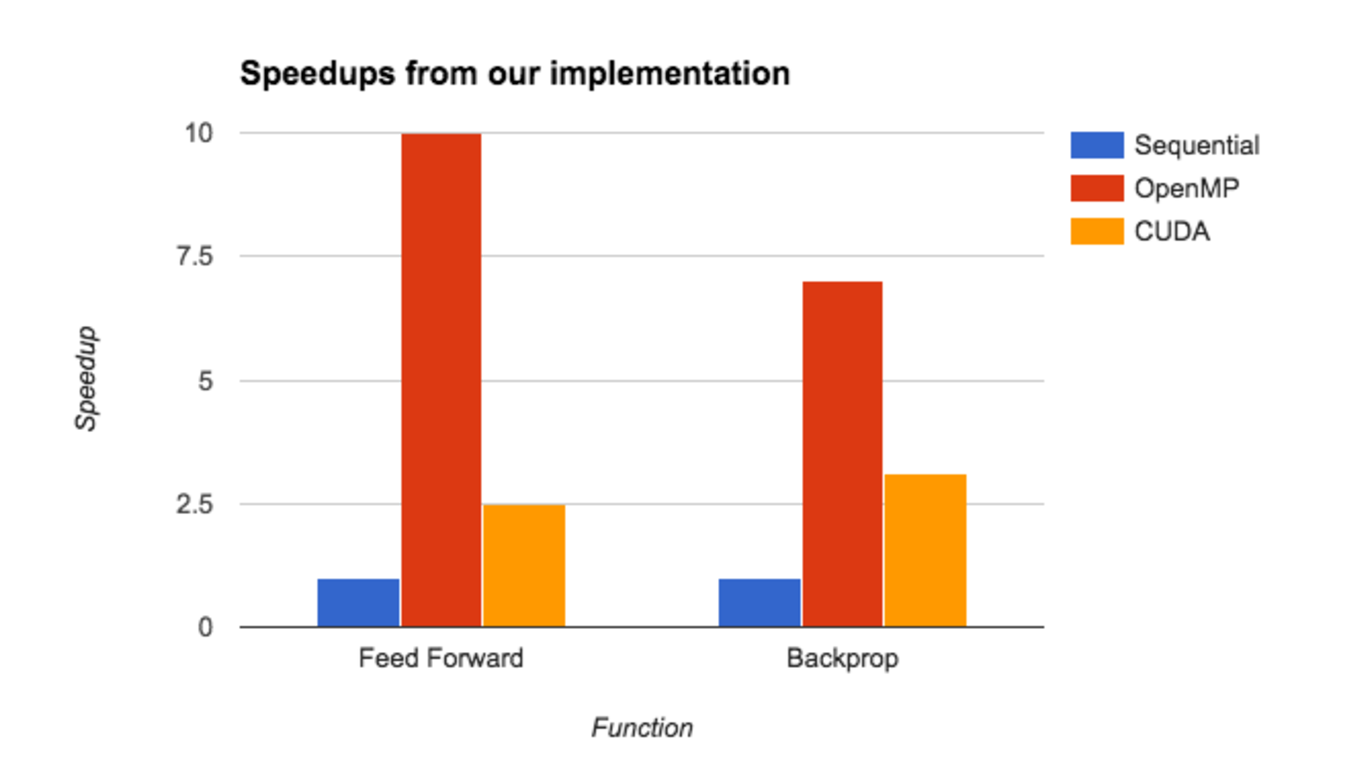 Speedups from our implementation
10
7.5
5
2.5
0
Speedup
Feed Forward
Backprop
Function
Sequential
OpenMP
CUDA